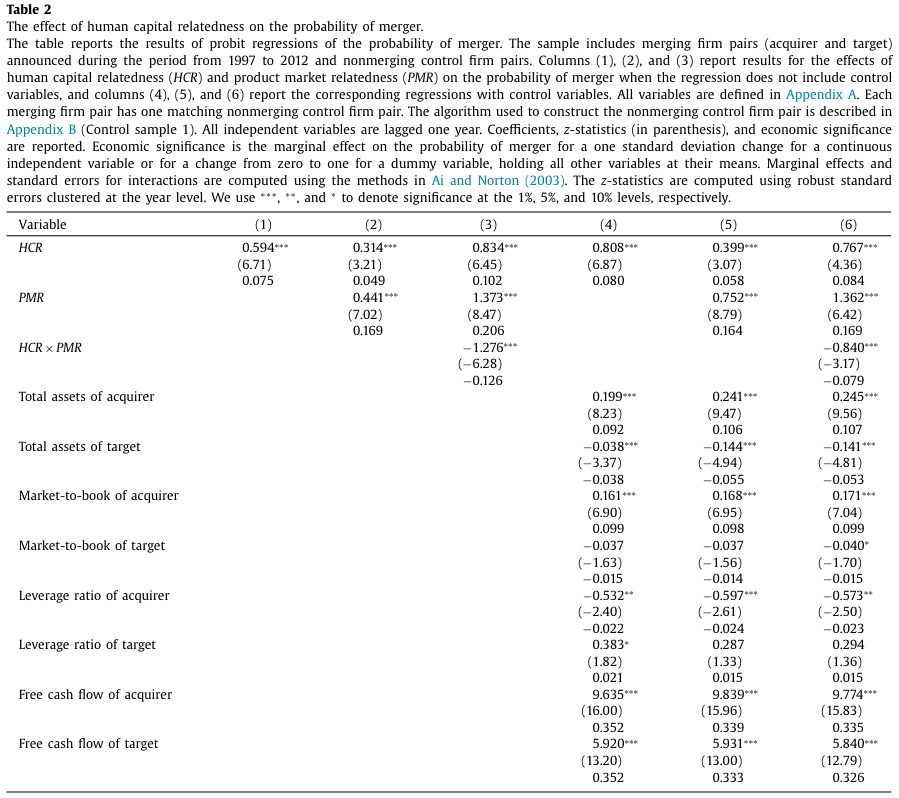 Table 2
The effect of human capital relatedness on the probability of merger.
The table reports the results of probit regressions of the probability of merger. The sample includes merging firm pairs (acquirer and target)
announced during the period from 1997 to 2012 and nonmerging control firm pairs. Columns (1), (2), and (3) report results for the effects of
human capital relatedness (HCR) and product market relatedness (PMR) on the probability of merger when the regression does not include control
variables, and columns (4), (5), and (6) report the corresponding regressions with control variables. All variables are defined in Appendix A. Each
merging firm pair has one matching nonmerging control firm pair. The algorithm used to construct the nonmerging control firm pair is described in
Appendix B (Control sample 1). All independent variables are lagged one year. Coefficients, z-statistics (in parenthesis), and economic significance
are reported. Economic significance is the marginal effect on the probability of merger for a one standard deviation change for a continuous
independent variable or for a change from zero to one for a dummy variable, holding all other variables at their means. Marginal effects and
standard errors for interactions are computed using the methods in Ai and Norton (2003). The z-statistics are computed using robust standard
errors clustered at the year level. We use ***, **, and * to denote significance at the 1%, 5%, and 10% levels, respectively.
Variable (1) (2) (3) (4) (5) (6)
HCR 0.594*** 0.314*** 0.834*** 0.808*** 0.399*** 0.767***
(6.71) (3.21) (6.45) (6.87) (3.07) (4.36)
0.075 0.049 0.102 0.080 0.058 0.084
PMR 0.441*** 1.373*** 0.752*** 1.362***
(7.02) (8.47) (8.79) (6.42)
0.169 0.206 0.164 0.169
HCR × PMR −1.276*** −0.840***
(−6.28) (−3.17)
−0.126 −0.079
Total assets of acquirer 0.199*** 0.241*** 0.245***
(8.23) (9.47) (9.56)
0.092 0.106 0.107
Total assets of target −0.038*** −0.144*** −0.141***
(−3.37) (−4.94) (−4.81)
−0.038 −0.055 −0.053
Market-to-book of acquirer 0.161*** 0.168*** 0.171***
(6.90) (6.95) (7.04)
0.099 0.098 0.099
Market-to-book of target −0.037 −0.037 −0.040*
(−1.63) (−1.56) (−1.70)
−0.015 −0.014 −0.015
Leverage ratio of acquirer −0.532** −0.597*** −0.573**
(−2.40) (−2.61) (−2.50)
−0.022 −0.024 −0.023
Leverage ratio of target 0.383* 0.287 0.294
(1.82) (1.33) (1.36)
0.021 0.015 0.015
Free cash flow of acquirer 9.635*** 9.839*** 9.774***
(16.00) (15.96) (15.83)
0.352 0.339 0.335
Free cash flow of target 5.920*** 5.931*** 5.840***
(13.20) (13.00) (12.79)
0.352 0.333 0.326